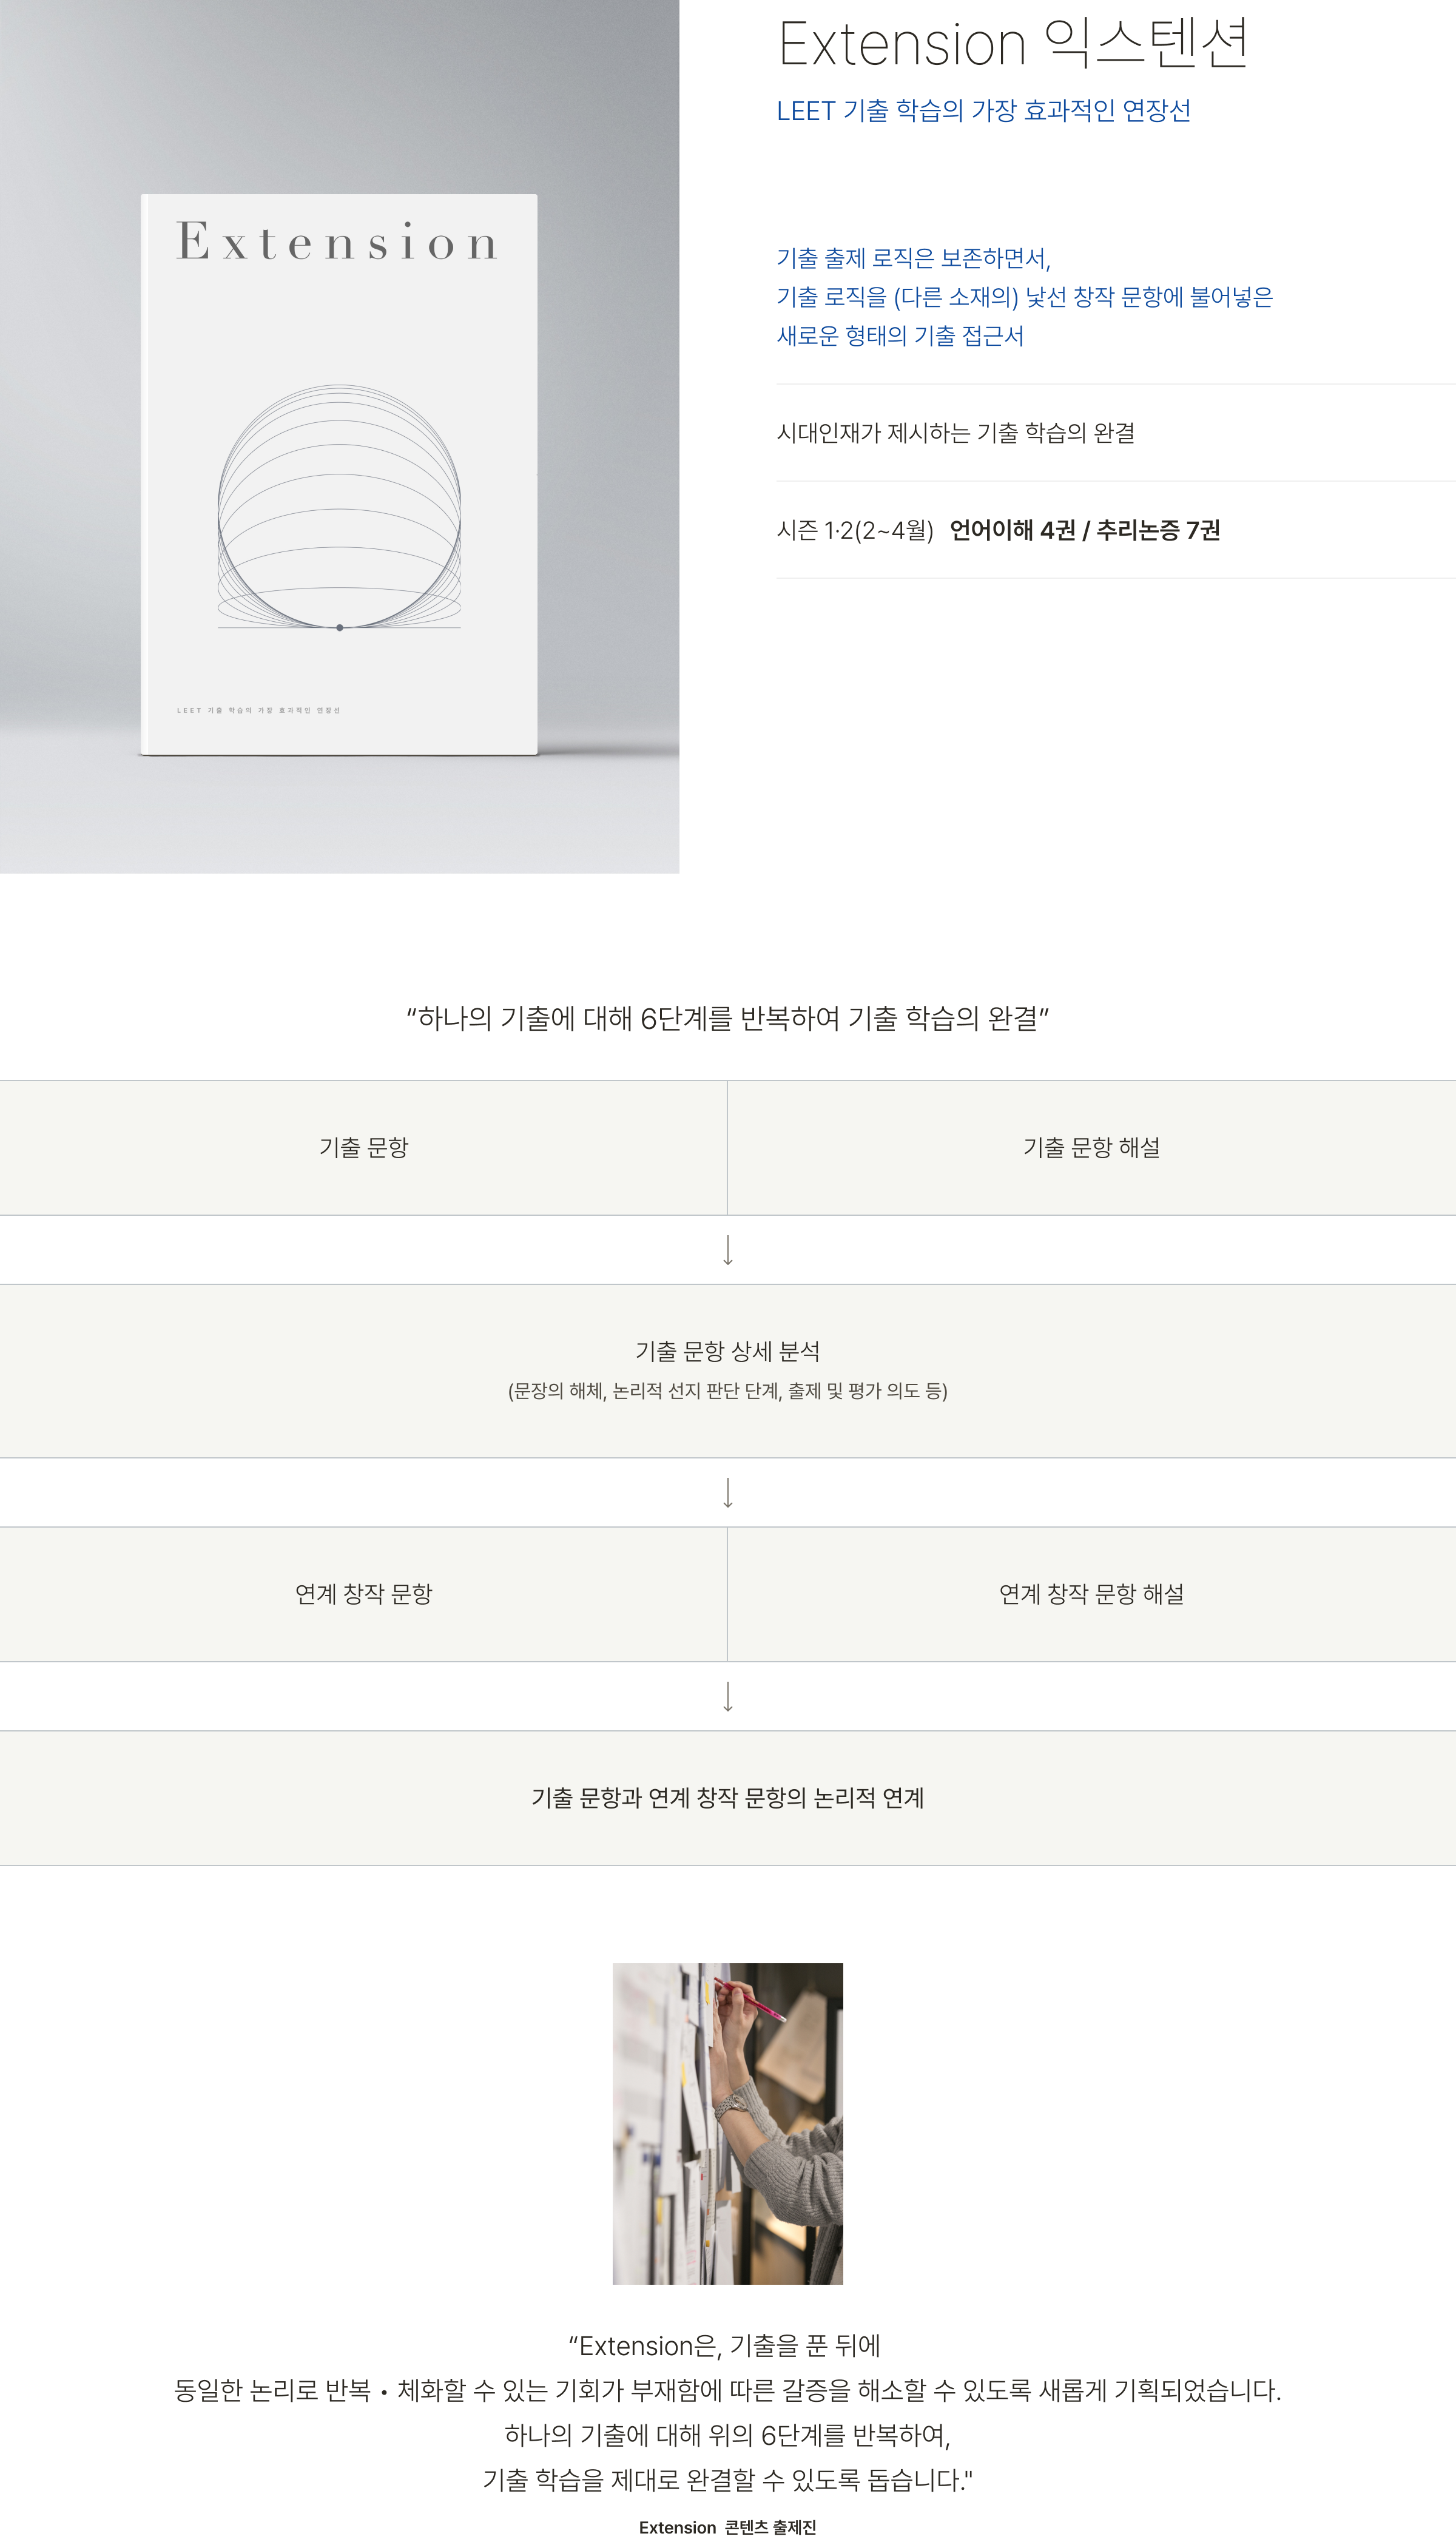 Extension 익스텐션
LEET 기출 학습의 가장 효과적인 연장선
기출 출제 로직은 보존하면서,
기출 로직을 (다른 소재의) 낯선 창작 문항에 불어넣은
새로운 형태의 기출 접근서
시대인재가 제시하는 기출 학습의 완결
시즌 1·2(2~4월) 언어이해 4권 / 추리논증 7권
Extension
LEET 기출 학습의 가장 효과적인 연장선
“하나의 기출에 대해 6단계를 반복하여 기출 학습의 완결”
기출 문항
기출 문항 해설
↓
기출 문항 상세 분석
(문장의 해체, 논리적 선지 판단 단계, 출제 및 평가 의도 등)
↓
연계 창작 문항
연계 창작 문항 해설
↓
기출 문항과 연계 창작 문항의 논리적 연계
“Extension은, 기출을 푼 뒤에
동일한 논리로 반복 • 체화할 수 있는 기회가 부재함에 따른 갈증을 해소할 수 있도록 새롭게 기획되었습니다.
하나의 기출에 대해 위의 6단계를 반복하여,
기출 학습을 제대로 완결할 수 있도록 돕습니다."
Extension 콘텐츠 출제진